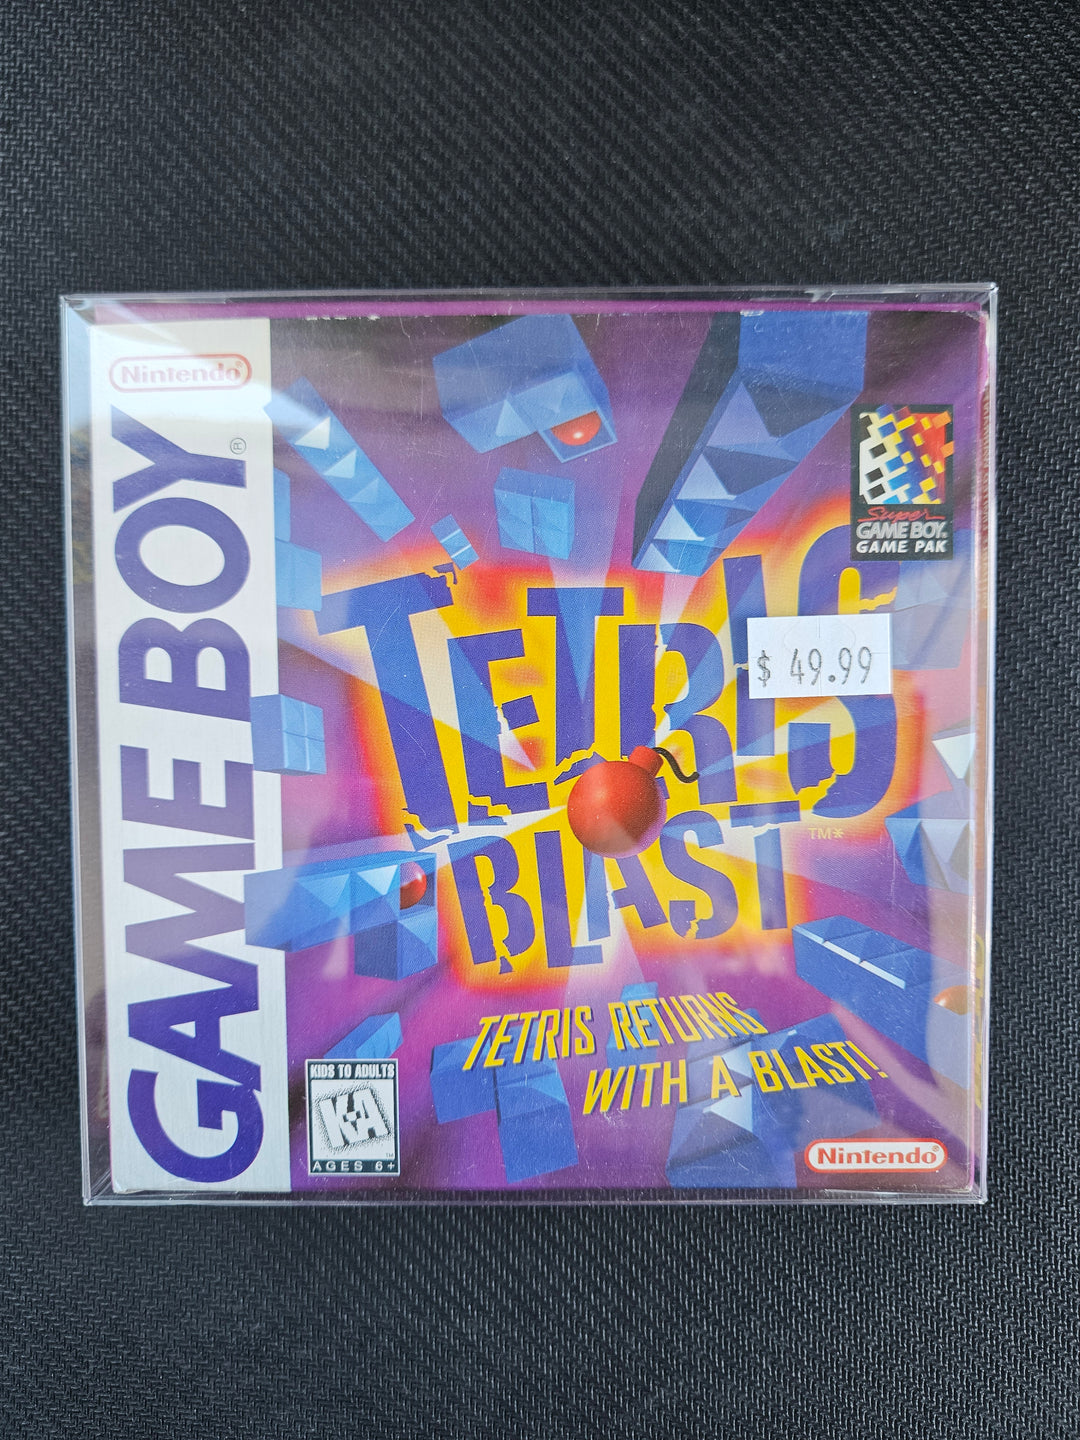 Nintendo®
GAME BOY®
Super
GAME BOY®
GAME PAK
TETRIS
$ 49.99
BLAST
TM*
TETRIS RETURNS
WITH A BLAST!
KIDS TO ADULTS
K-A
TM
AGES 6+
Nintendo®